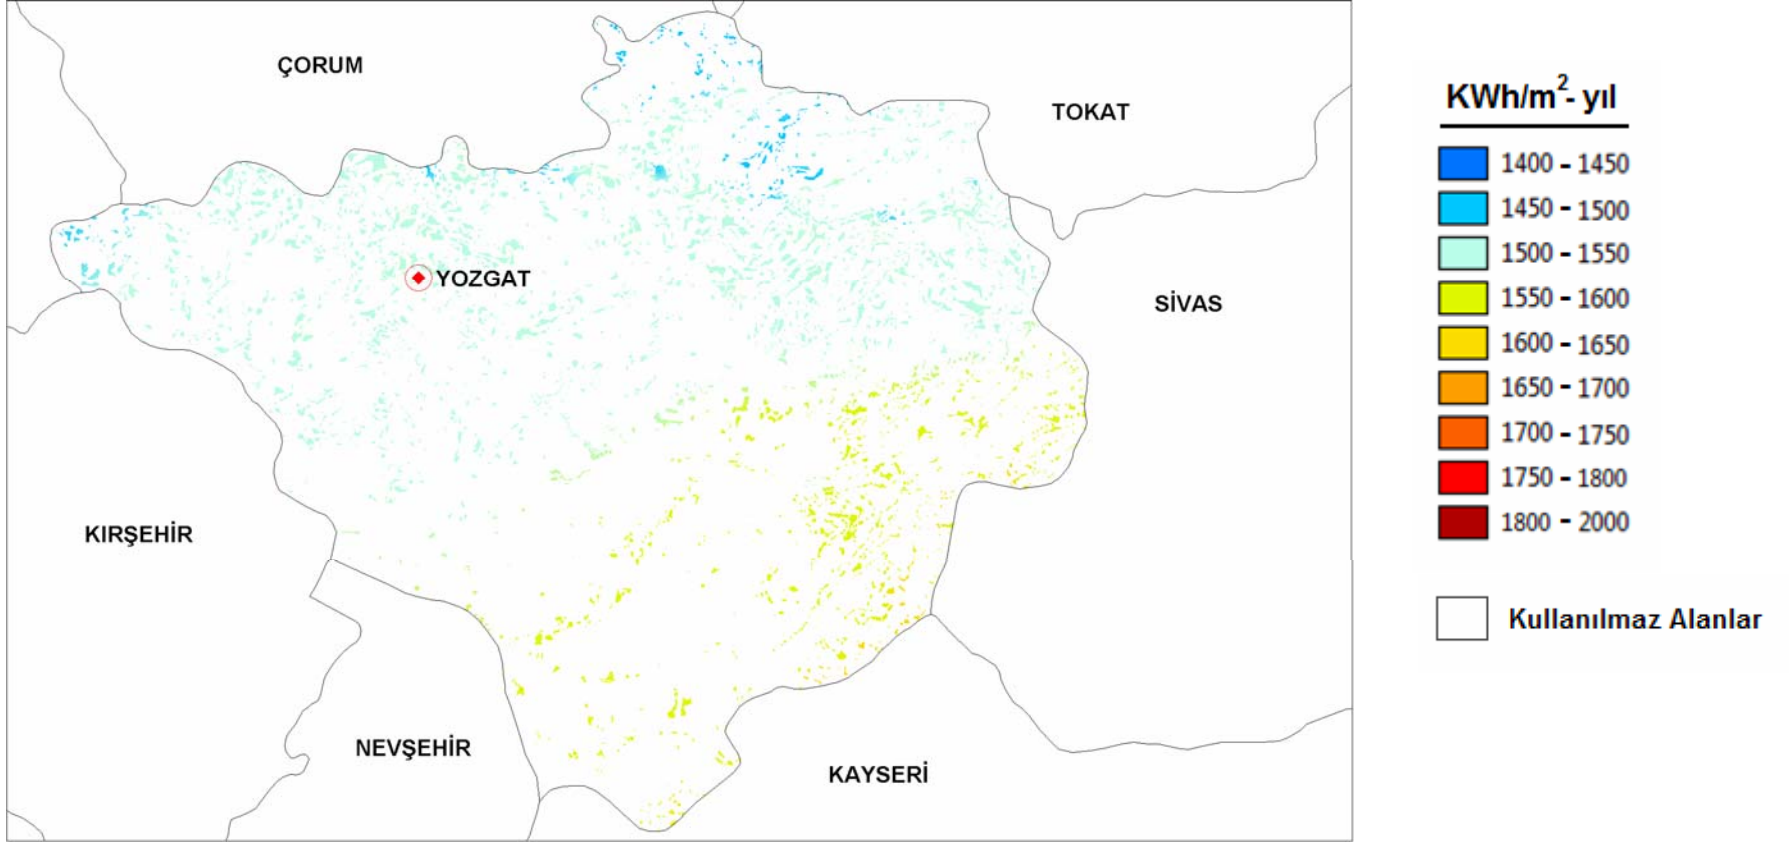 ÇORUM
TOKAT
YOZGAT
SİVAS
KIRŞEHİR
NEVŞEHİR
KAYSERİ
KWh/m²- yıl
1400 - 1450
1450 - 1500
1500 - 1550
1550 - 1600
1600 - 1650
1650 - 1700
1700 - 1750
1750 - 1800
1800 - 2000
Kullanılmaz Alanlar